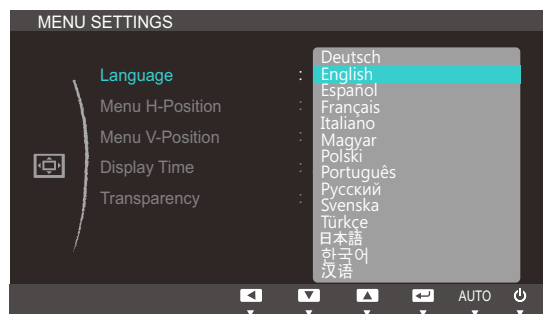 MENU SETTINGS
Language :
Menu H-Position :
Menu V-Position :
Display Time :
Transparency :
Deutsch
English
Español
Français
Italiano
Magyar
Polski
Português
Русский
Svenska
Türkçe
日本語
한국어
汉语
AUTO